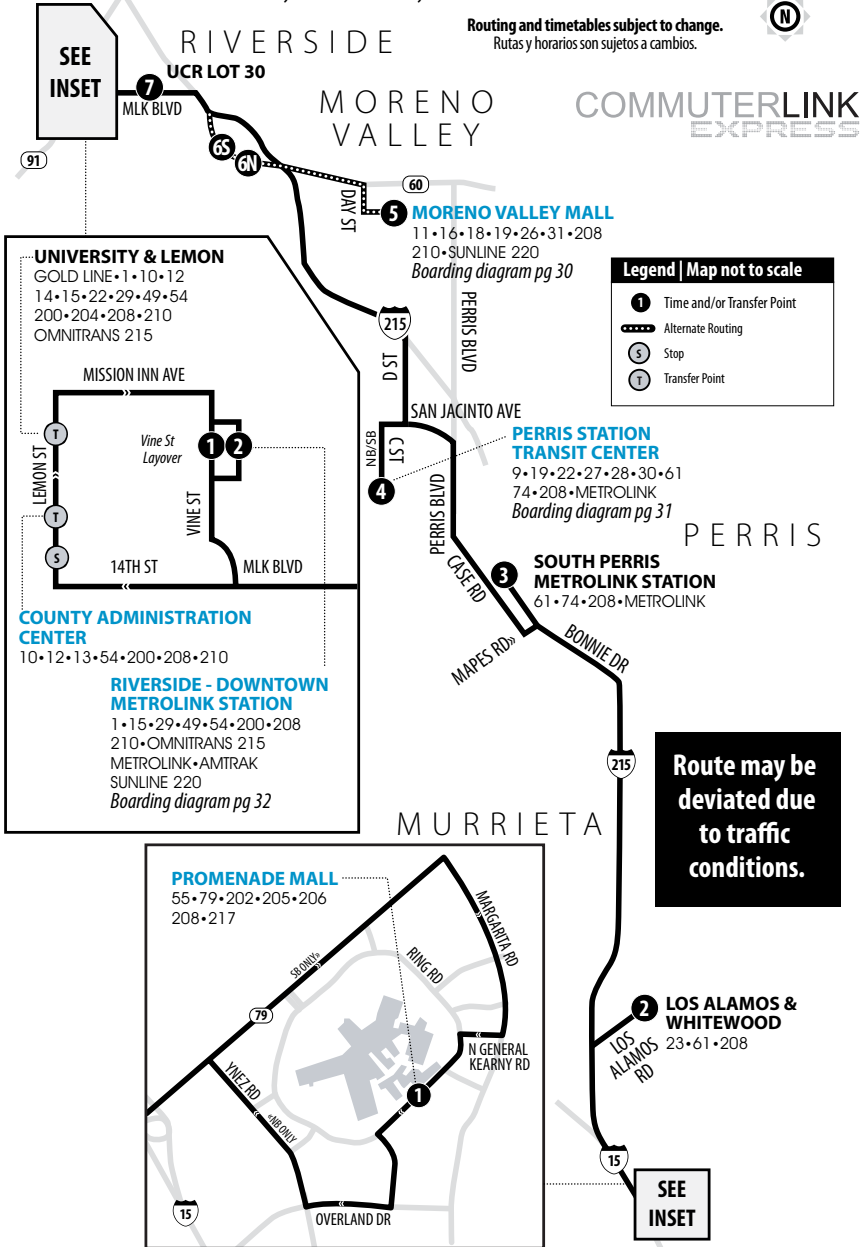 Routing and timetables subject to change.
Rutas y horarios son sujetos a cambios.
N
COMMUTERLINK
EXPRESS
RIVERSIDE
SEE
INSET
7
UCR LOT 30
MLK BLVD
MORENO
VALLEY
91
6S
6N
60
DAY ST
5
MORENO VALLEY MALL
11•16•18•19•26•31•208
210•SUNLINE 220
Boarding diagram pg 30
Legend | Map not to scale
1 Time and/or Transfer Point
Alternate Routing
S Stop
T Transfer Point
UNIVERSITY & LEMON
GOLD LINE•1•10•12
14•15•22•29•49•54
200•204•208•210
OMNITRANS 215
MISSION INN AVE
»
T
LEMON ST
»
Vine St
Layover
1
2
VINE ST
T
S
14TH ST
«
MLK BLVD
COUNTY ADMINISTRATION
CENTER
10•12•13•54•200•208•210
RIVERSIDE - DOWNTOWN
METROLINK STATION
1•15•29•49•54•200•208
210•OMNITRANS 215
METROLINK•AMTRAK
SUNLINE 220
Boarding diagram pg 32
215
PERRIS BLVD
D ST
SAN JACINTO AVE
NB/SB
C ST
4
PERRIS STATION
TRANSIT CENTER
9•19•22•27•28•30•61
74•208•METROLINK
Boarding diagram pg 31
PERRIS
PERRIS BLVD
CASE RD
3
SOUTH PERRIS
METROLINK STATION
61•74•208•METROLINK
MAPES RD»
BONNIE DR
215
Route may be
deviated due
to traffic
conditions.
MURRIETA
PROMENADE MALL
55•79•202•205•206
208•217
SB ONLY»
»
79
MARGARITA RD
»
RING RD
«
N GENERAL
KEARNY RD
1
«
YNEZ RD
«
«NB ONLY
15
«
OVERLAND DR
2
LOS ALAMOS &
WHITEWOOD
23•61•208
LOS
ALAMOS
RD
15
SEE
INSET